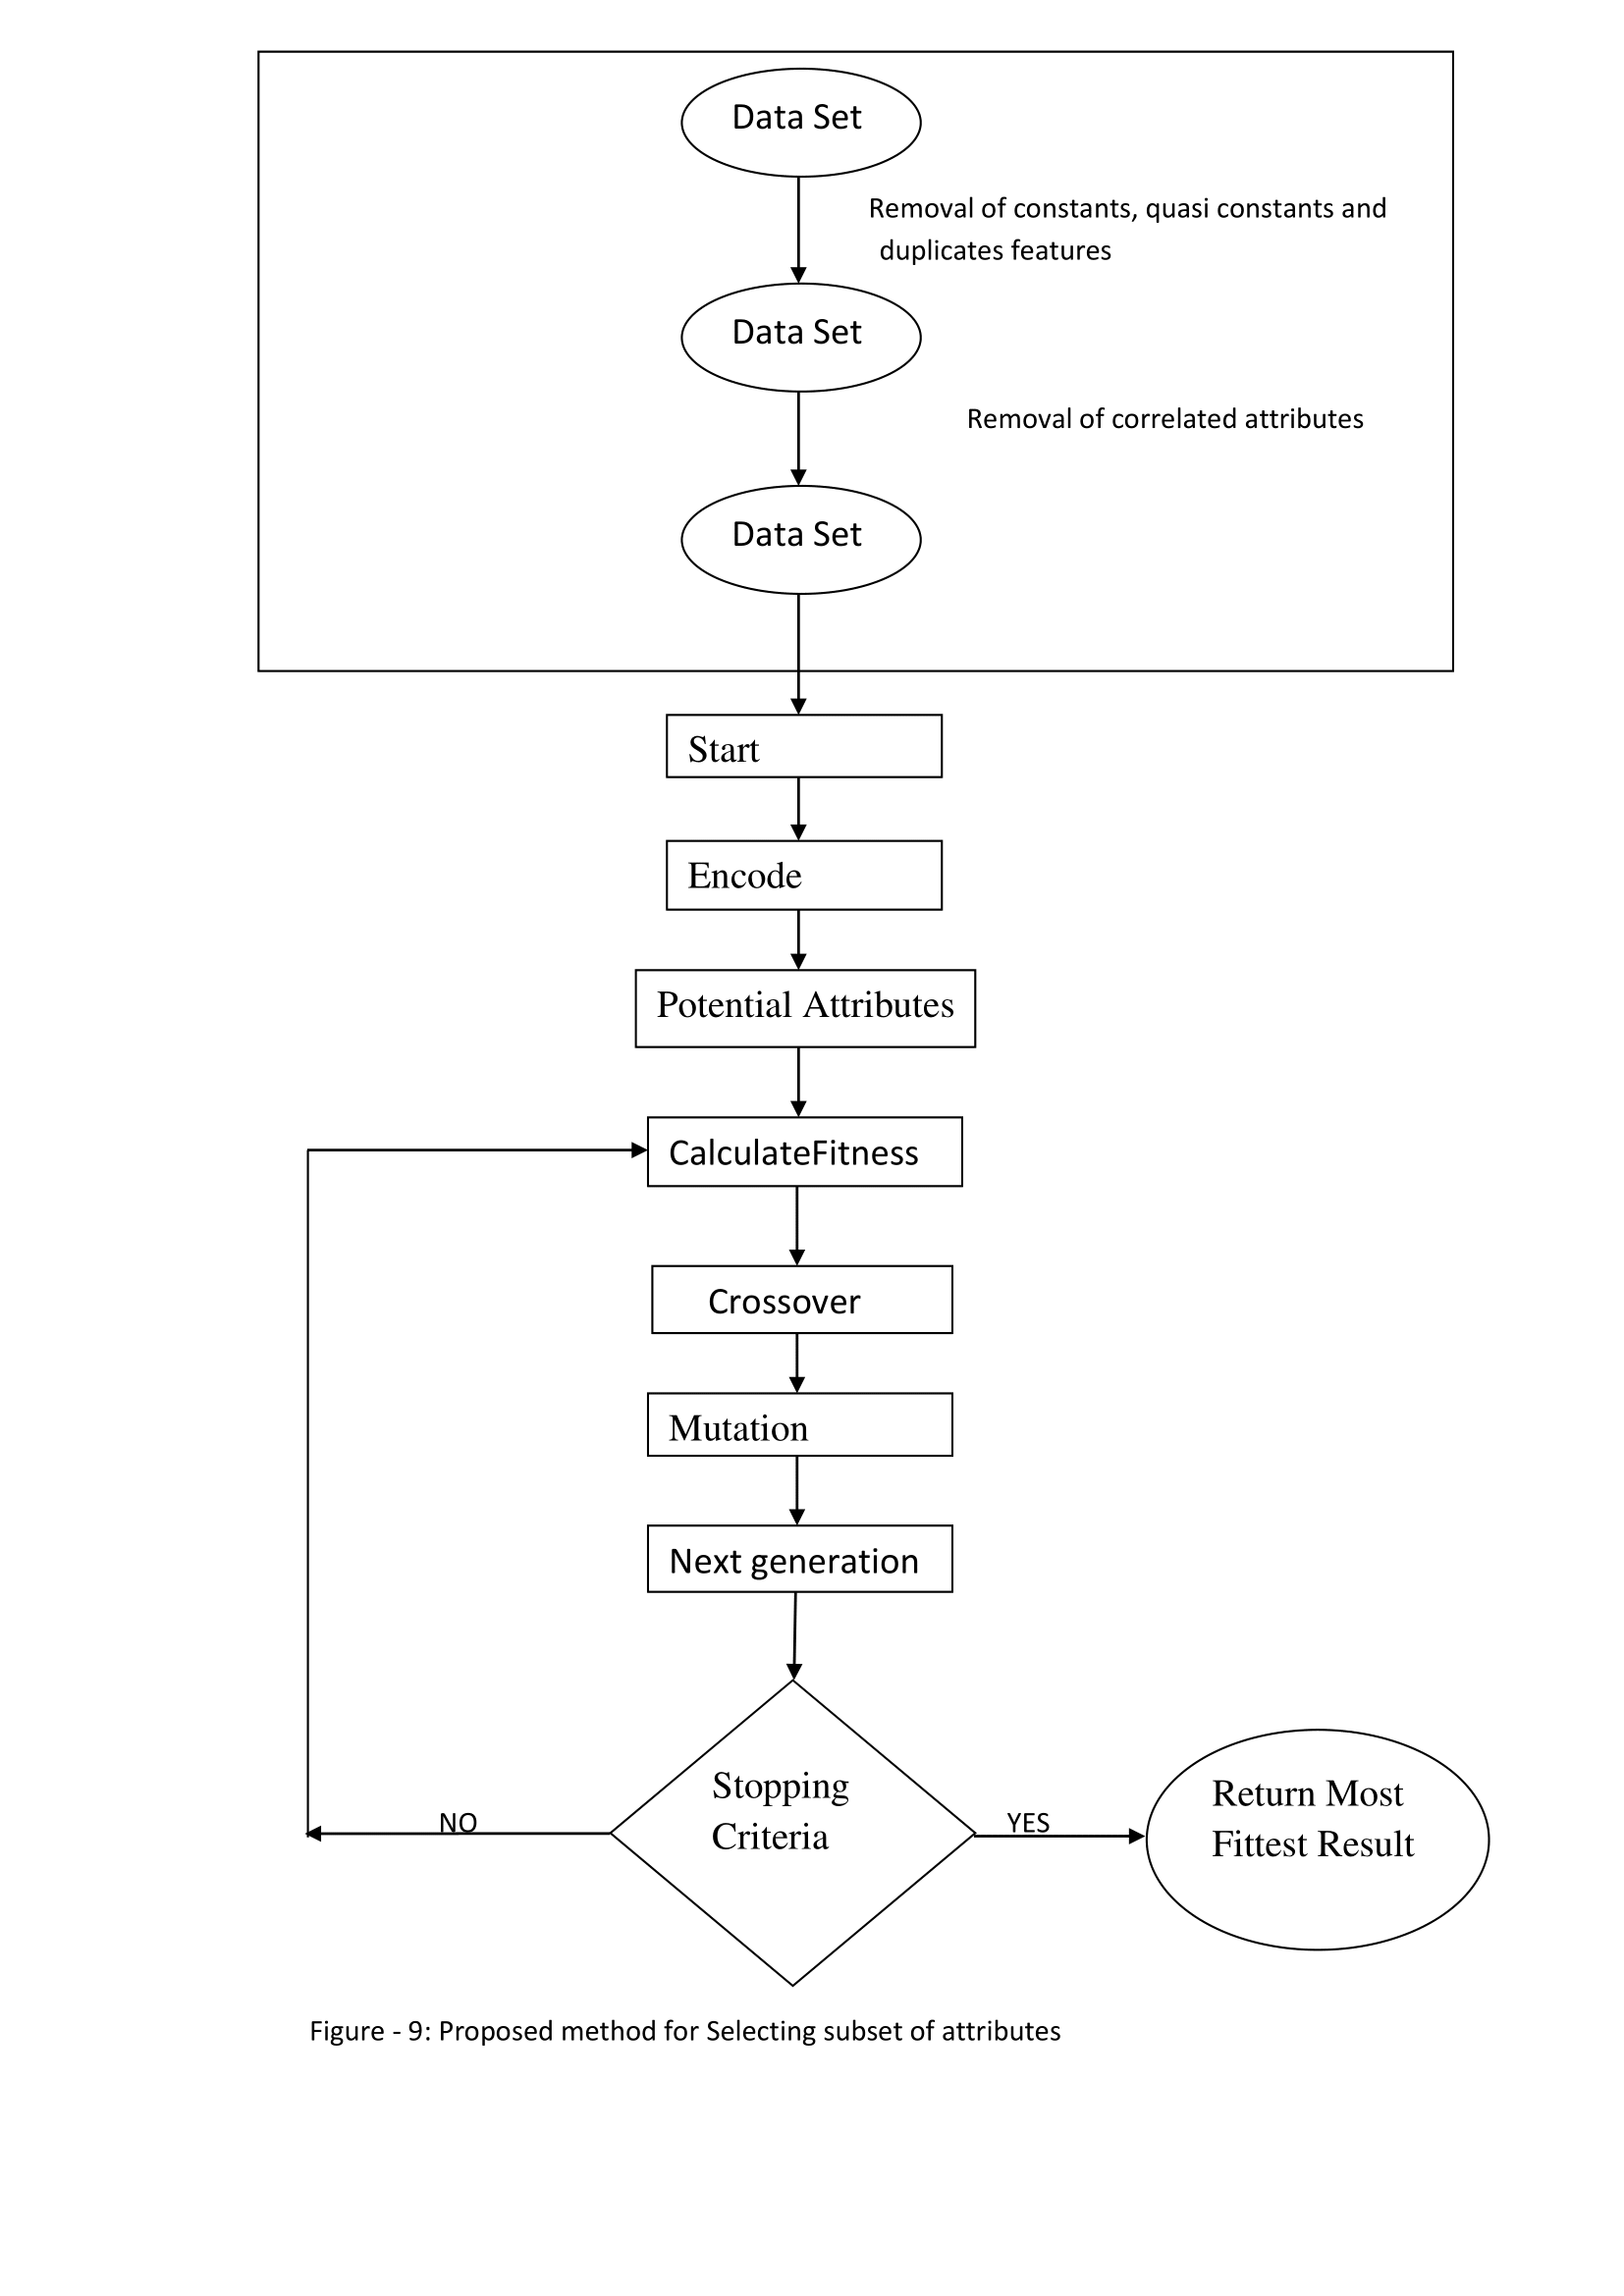 Data Set
Removal of constants, quasi constants and
duplicates features
Data Set
Removal of correlated attributes
Data Set
Start
Encode
Potential Attributes
CalculateFitness
Crossover
Mutation
Next generation
Stopping
Criteria
NO
YES
Return Most
Fittest Result
Figure - 9: Proposed method for Selecting subset of attributes